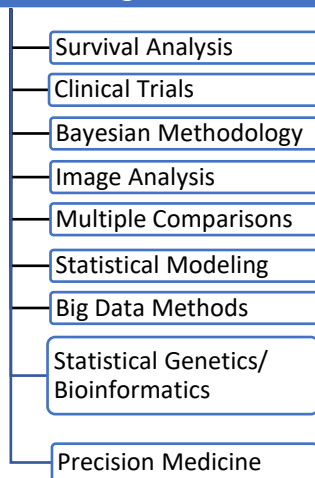 Survival Analysis
Clinical Trials
Bayesian Methodology
Image Analysis
Multiple Comparisons
Statistical Modeling
Big Data Methods
Statistical Genetics/
Bioinformatics
Precision Medicine